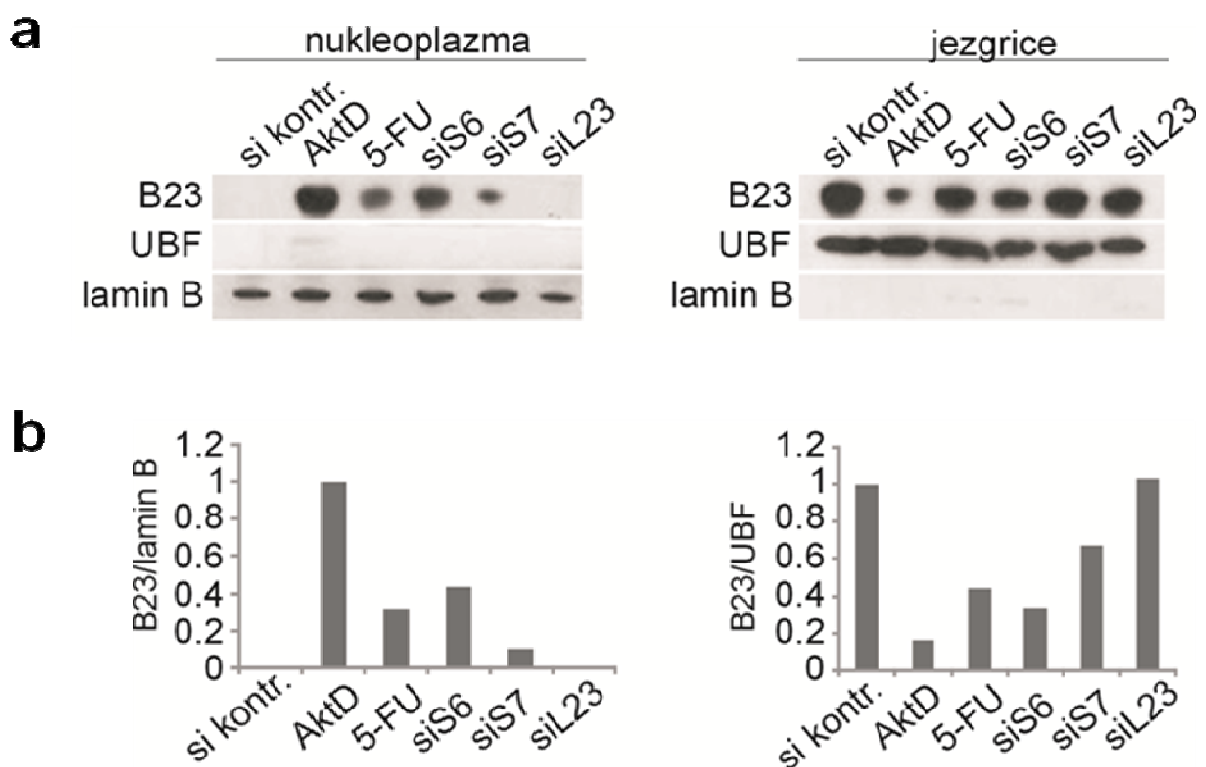 a
nukleoplazma
si kontr. AktD 5-FU siS6 siS7 siL23
B23
UBF
lamin B
jezgrice
si kontr. AktD 5-FU siS6 siS7 siL23
B23
UBF
lamin B
b
B23/lamin B
1.2
1
0.8
0.6
0.4
0.2
0
si kontr. AktD 5-FU siS6 siS7 siL23
B23/UBF
1.2
1
0.8
0.6
0.4
0.2
0
si kontr. AktD 5-FU siS6 siS7 siL23